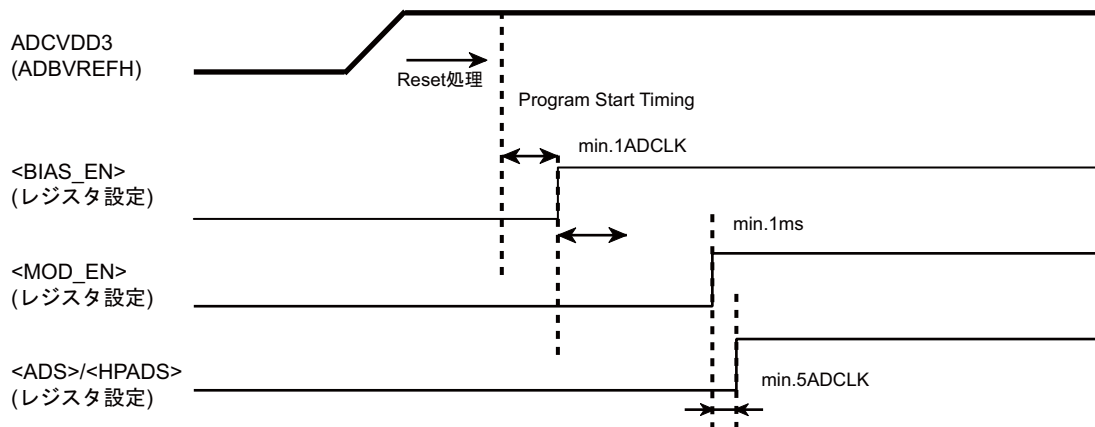 ADCVDD3
(ADBVREFH)
Reset処理
Program Start Timing
min.1ADCLK
<BIAS_EN>
(レジスタ設定)
min.1ms
<MOD_EN>
(レジスタ設定)
<ADS>/<HPADS>
(レジスタ設定)
min.5ADCLK